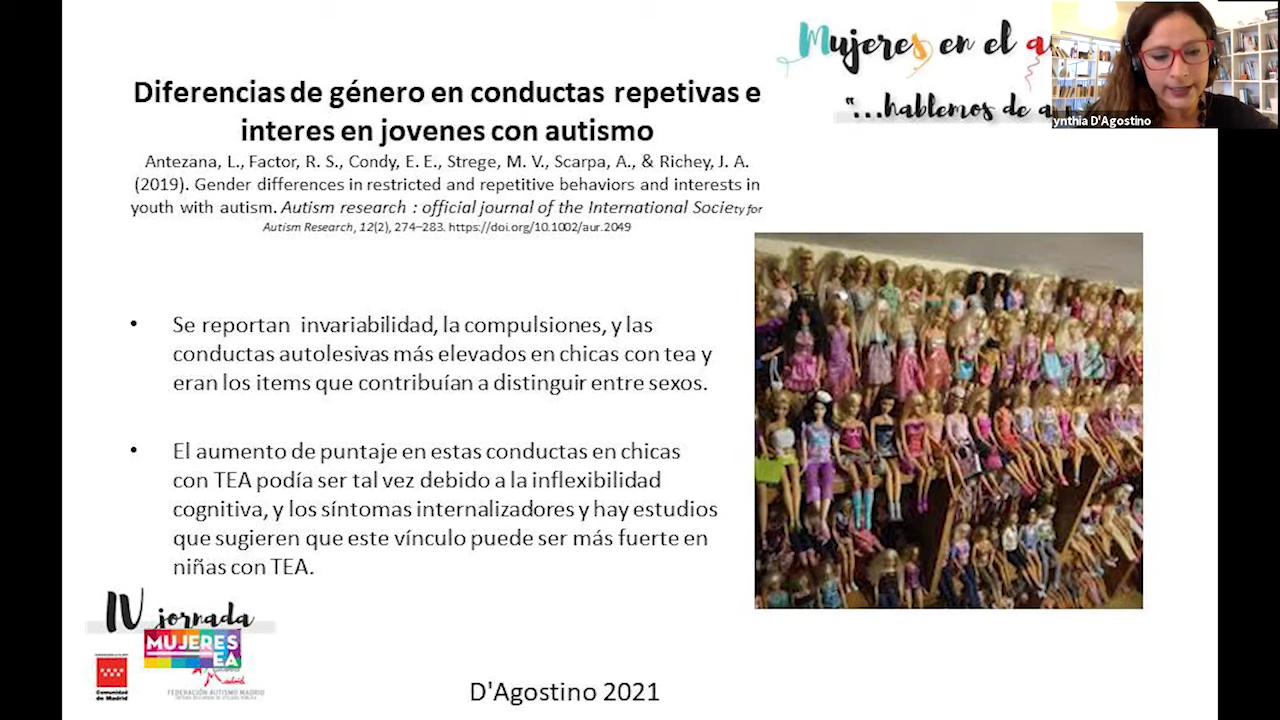 Mujeres en el a
"...hablemos de a
ynthia D'Agostino
Diferencias de género en conductas repetivas e
interes en jovenes con autismo
Antezana, L., Factor, R. S., Condy, E. E., Strege, M. V., Scarpa, A., & Richey, J. A.
(2019). Gender differences in restricted and repetitive behaviors and interests in
youth with autism. Autism research : official journal of the International Society for
Autism Research, 12(2), 274–283. https://doi.org/10.1002/aur.2049
• Se reportan invariabilidad, la compulsiones, y las
conductas autolesivas más elevados en chicas con tea y
eran los items que contribuían a distinguir entre sexos.
• El aumento de puntaje en estas conductas en chicas
con TEA podía ser tal vez debido a la inflexibilidad
cognitiva, y los síntomas internalizadores y hay estudios
que sugieren que este vínculo puede ser más fuerte en
niñas con TEA.
IV jornada
MUJERES
EA
Madrid
FEDERACIÓN AUTISMO MADRID
Comunidad
de Madrid
D'Agostino 2021